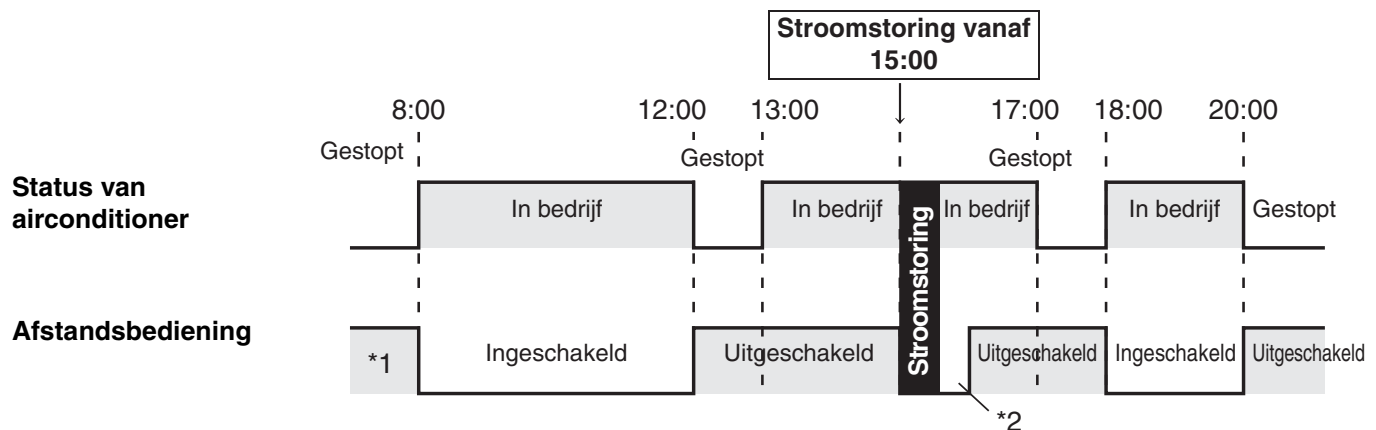 Stroomstoring vanaf
15:00
8:00 12:00 13:00 17:00 18:00 20:00
Gestopt Gestopt Gestopt
Status van
airconditioner
In bedrijf In bedrijf In bedrijf In bedrijf Gestopt
Stroomstoring
Afstandsbediening
*1 Ingeschakeld Uitgeschakeld Uitgeschakeld Ingeschakeld Uitgeschakeld
*2